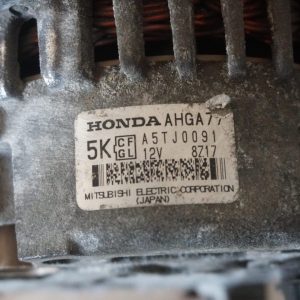 HONDA AHGA77
5K CF GL A5TJ0091
12V 8Z17
MITSUBISHI ELECTRIC CORPORATION
(JAPAN)